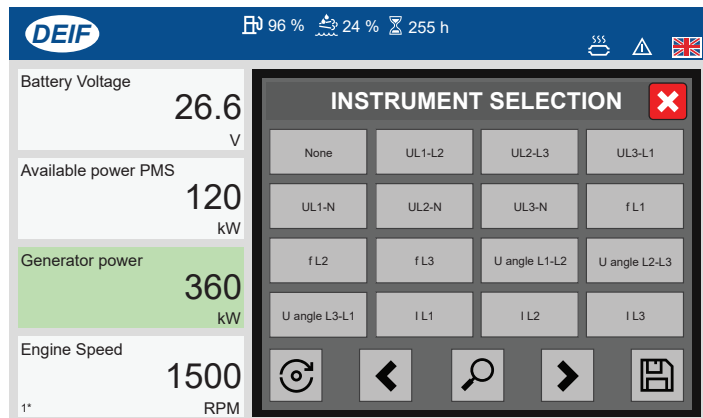 DEIF
96 % 24 % 255 h
Battery Voltage
26.6
V
Available power PMS
120
kW
Generator power
360
kW
Engine Speed
1500
1* RPM
INSTRUMENT SELECTION
None UL1-L2 UL2-L3 UL3-L1
UL1-N UL2-N UL3-N f L1
f L2 f L3 U angle L1-L2 U angle L2-L3
U angle L3-L1 I L1 I L2 I L3